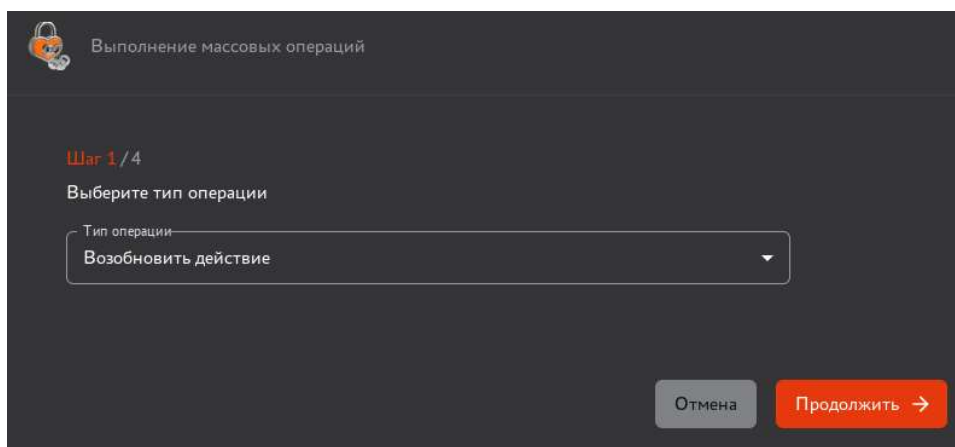 Выполнение массовых операций
Шаг 1 / 4
Выберите тип операции
Тип операции
Возобновить действие
Отмена
Продолжить →